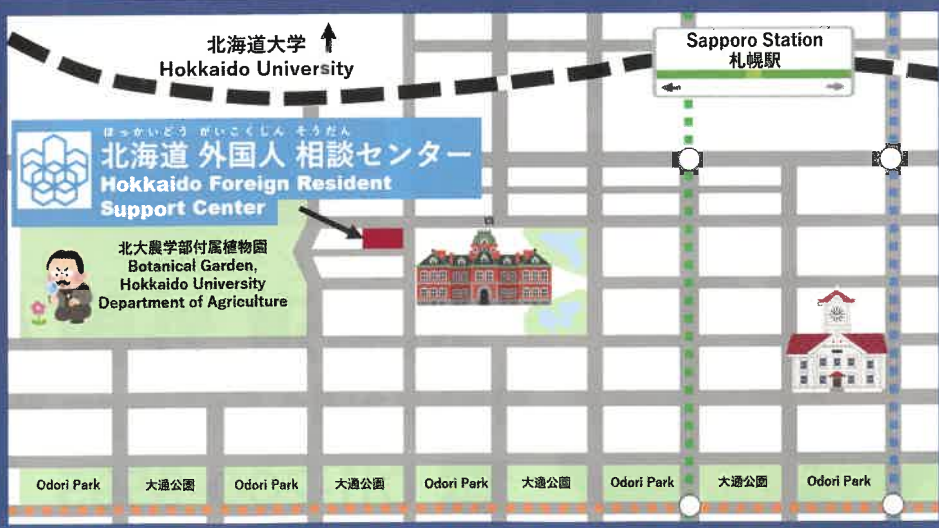 北海道大学
Hokkaido University
Sapporo Station
札幌駅
ほっかいどう がいこくじん そうだん
北海道 外国人 相談センター
Hokkaido Foreign Resident
Support Center
北大農学部付属植物園
Botanical Garden,
Hokkaido University
Department of Agriculture
Odori Park
大通公園
Odori Park
大通公園
Odori Park
大通公園
Odori Park
大通公園
Odori Park